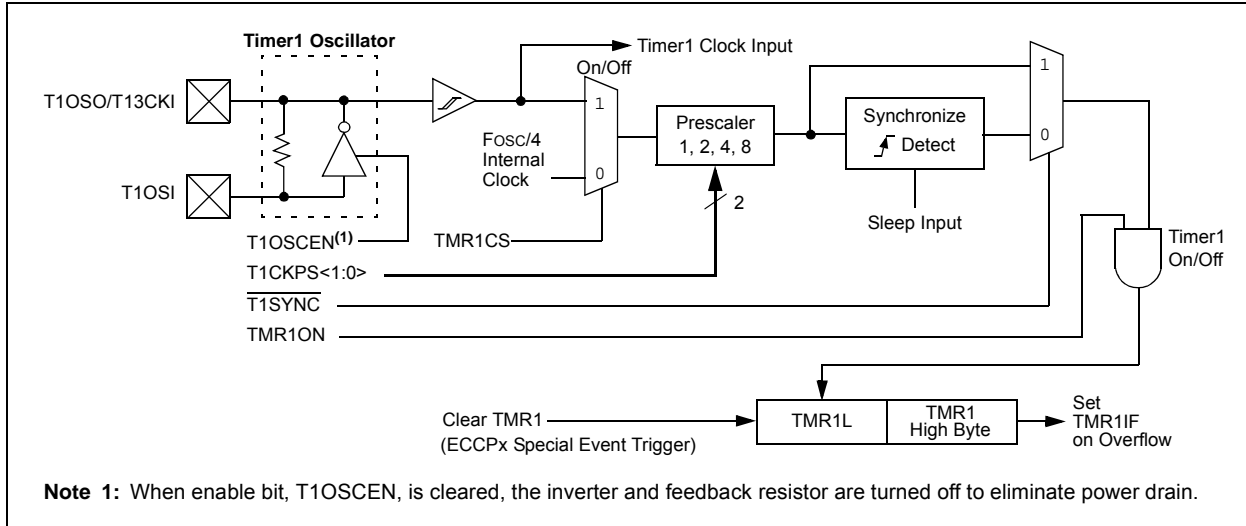 Timer1 Oscillator
Timer1 Clock Input
On/Off
T1OSO/T13CKI
1
FOSC/4
Internal
Clock
0
Prescaler
1, 2, 4, 8
2
Synchronize
Detect
1
0
T1OSI
Sleep Input
T1OSCEN(1)
TMR1CS
Timer1
On/Off
T1CKPS<1:0>
T1SYNC
TMR1ON
Clear TMR1
(ECCPx Special Event Trigger)
TMR1L
TMR1
High Byte
Set
TMR1IF
on Overflow
Note 1: When enable bit, T1OSCEN, is cleared, the inverter and feedback resistor are turned off to eliminate power drain.